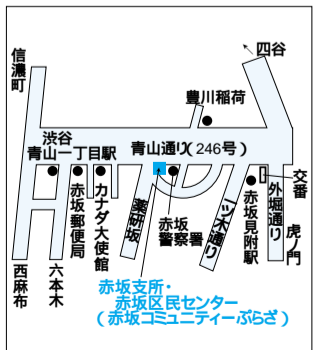 四谷
信濃町
豊川稲荷
渋谷
青山一丁目駅
青山通り(246号)
交番
赤坂郵便局
カナダ大使館
薬研坂
赤坂
警察署
一ツ木通り
赤坂見附駅
外堀通り
虎ノ門
西麻布
六本木
赤坂支所・
赤坂区民センター
(赤坂コミュニティーぷらざ)